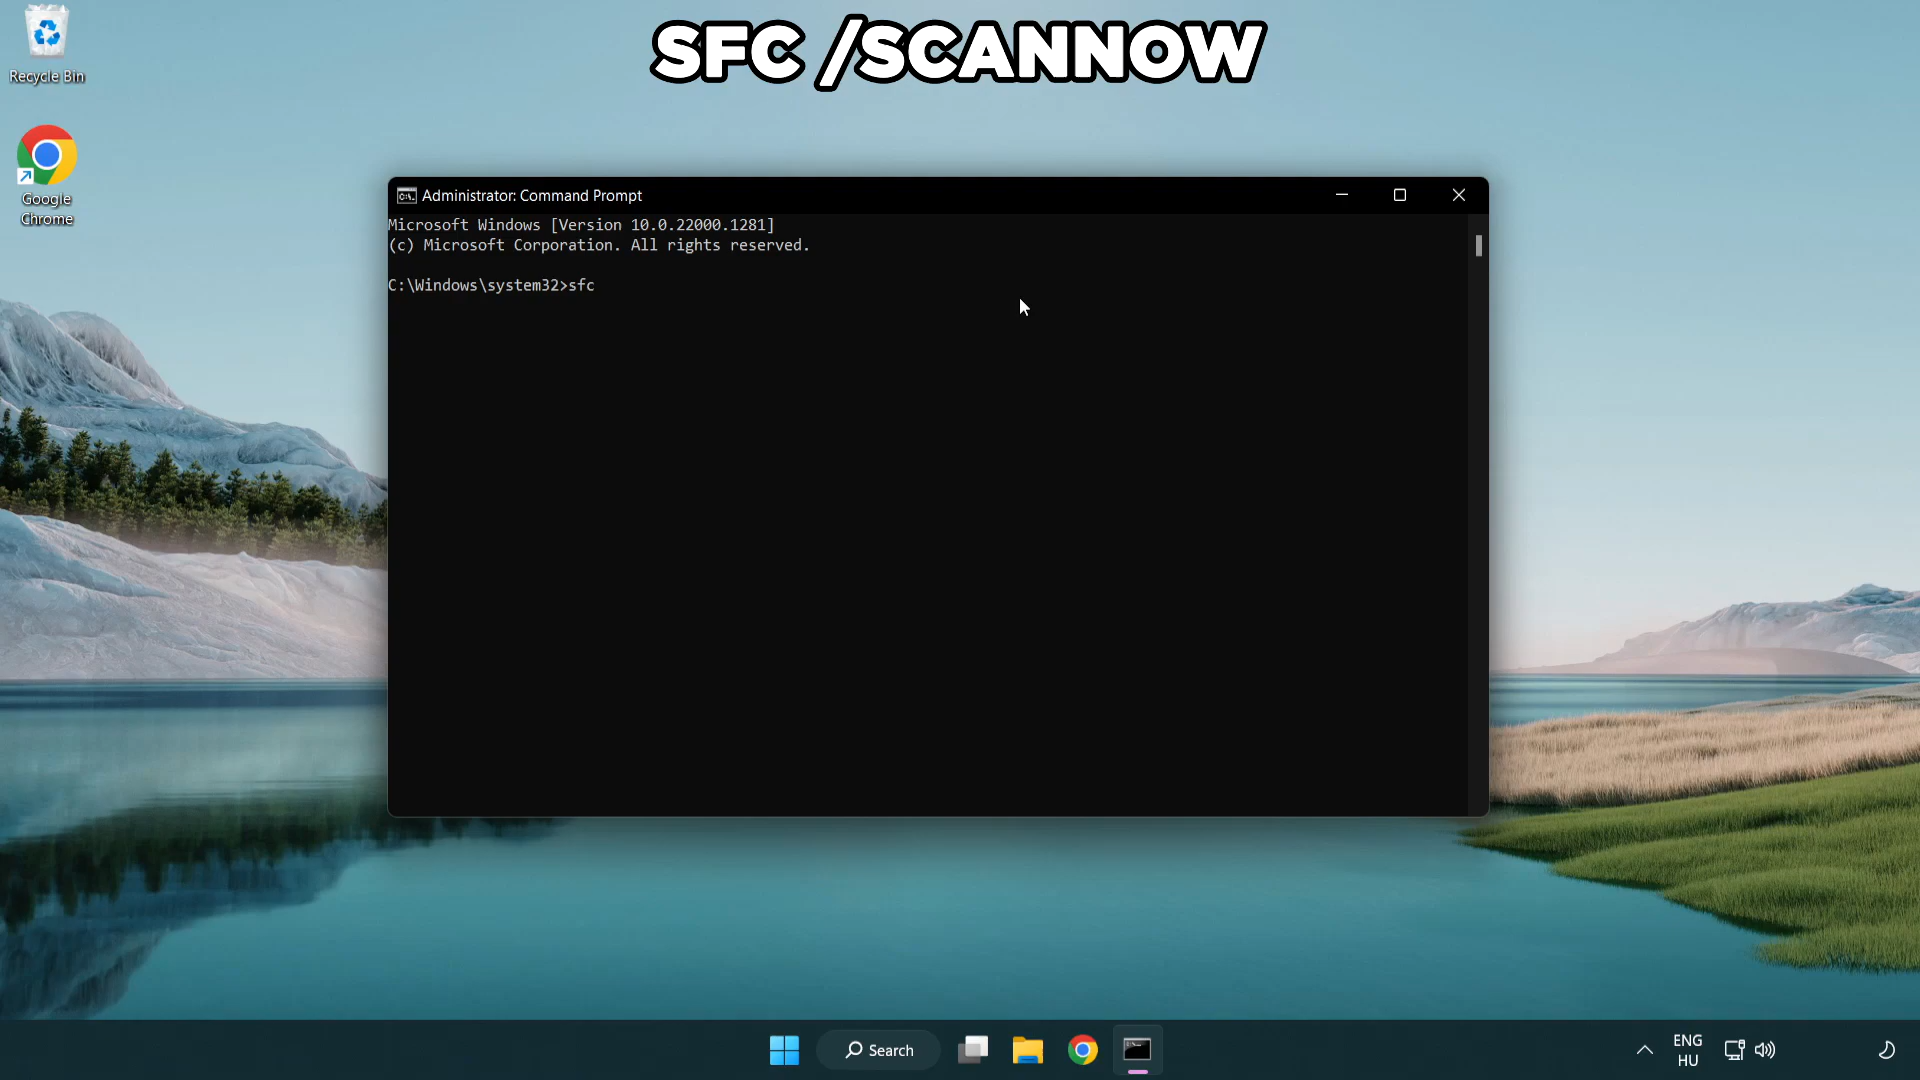 SFC /SCANNOW
Recycle Bin
Google
Chrome
Administrator: Command Prompt
Microsoft Windows [Version 10.0.22000.1281]
(c) Microsoft Corporation. All rights reserved.
C:\Windows\system32>sfc
Search
ENG
HU